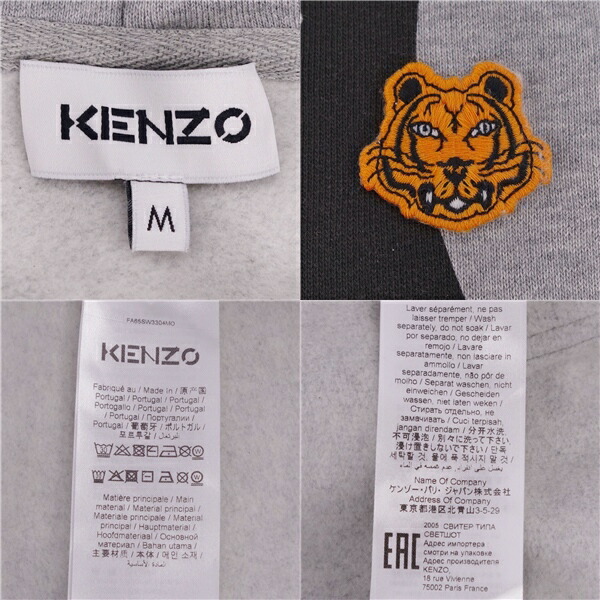 KENZO
M
FA65SW3304MO
KENZO
Fabriqué au / Made in / 原产国
Portugal / Portugal / Portugal /
Portogallo / Portugal / Portugal
Portugal / Португалии /
Portugal / 葡萄牙 / ポルトガル /
포르투갈 / البرتغال
Matière principale / Main
material / Material principal /
Materiale principale / Material
principal / Hauptmaterial /
Hoofdmateriaal / Основной
материал / Bahan utama /
主要材质 / 本体 / 메인 소재 /
المادة الأساسية
Laver séparément, ne pas
laisser tremper / Wash
separately, do not soak / Lavar
por separado, no dejar en
remojo / Lavare
separatamente, non lasciare in
ammollo / Lavar
separadamente, não pôr de
molho / Separat waschen, nicht
einweichen / Gescheiden
wassen, niet laten weken /
Стирать отдельно, не
замачивать / Cuci terpisah,
jangan direndam / 分开水洗,
不可浸泡 / 別々に洗って下さい。
浸け置きしないで下さい / 단독
세탁할 것, 물에 푹 적시지 말 것 /
Name Of Company
ケンゾー・パリ・ジャパン株式会社
Address Of Company
東京都港区北青山3-5-29
2005 СВИТЕР ТИПА
СВЕТШОТ
Адрес импортера
смотри на упаковке.
Адрес производителя
KENZO,
18 rue Vivienne
75002 Paris France
EAC